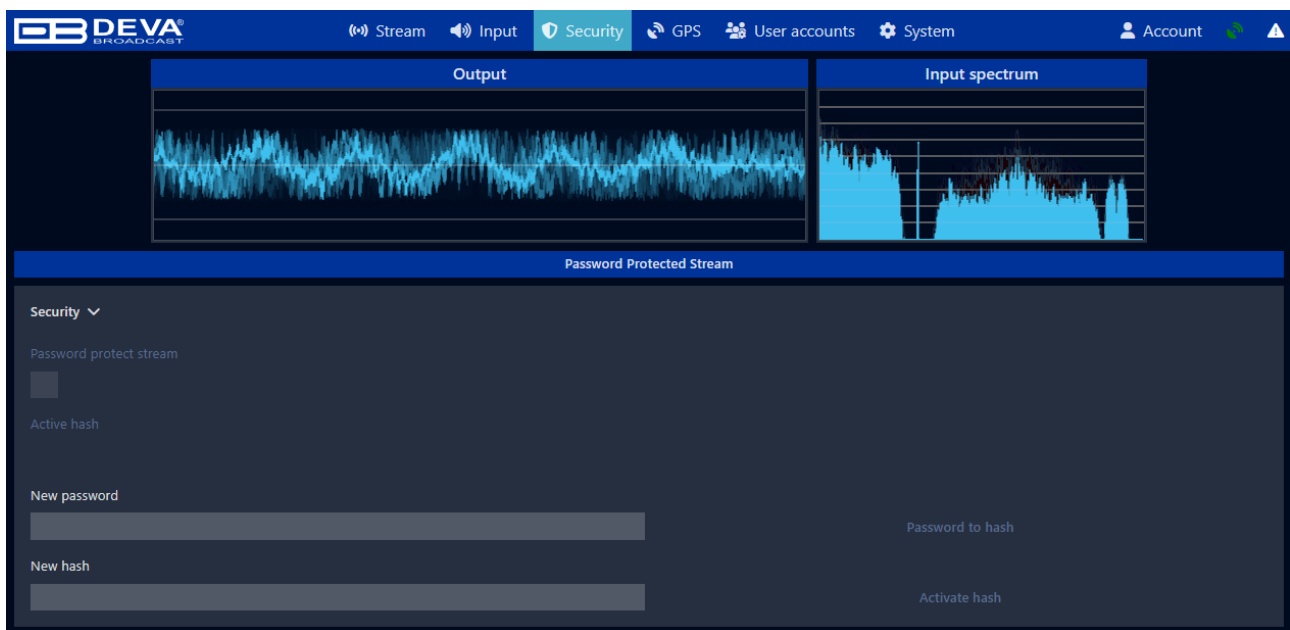 DEVA®
BROADCAST
Stream Input Security GPS User accounts System Account
Output Input spectrum
Password Protected Stream
Security
Password protect stream
Active hash
New password
Password to hash
New hash
Activate hash